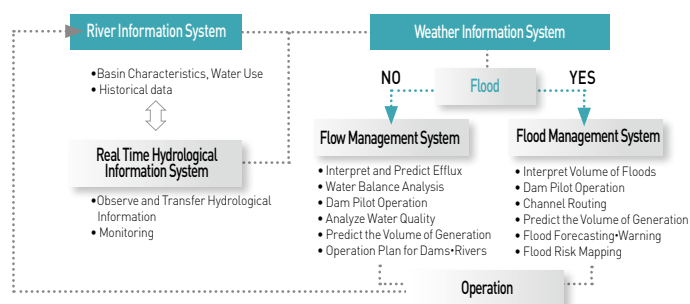 River Information System
Weather Information System
•Basin Characteristics, Water Use
• Historical data
NO
Flood
YES
Real Time Hydrological
Information System
•Observe and Transfer Hydrological
Information
• Monitoring
Flow Management System
• Interpret and Predict Efflux
• Water Balance Analysis
• Dam Pilot Operation
• Analyze Water Quality
• Predict the Volume of Generation
• Operation Plan for Dams•Rivers
Flood Management System
• Interpret Volume of Floods
• Dam Pilot Operation
• Channel Routing
• Predict the Volume of Generation
• Flood Forecasting•Warning
• Flood Risk Mapping
Operation